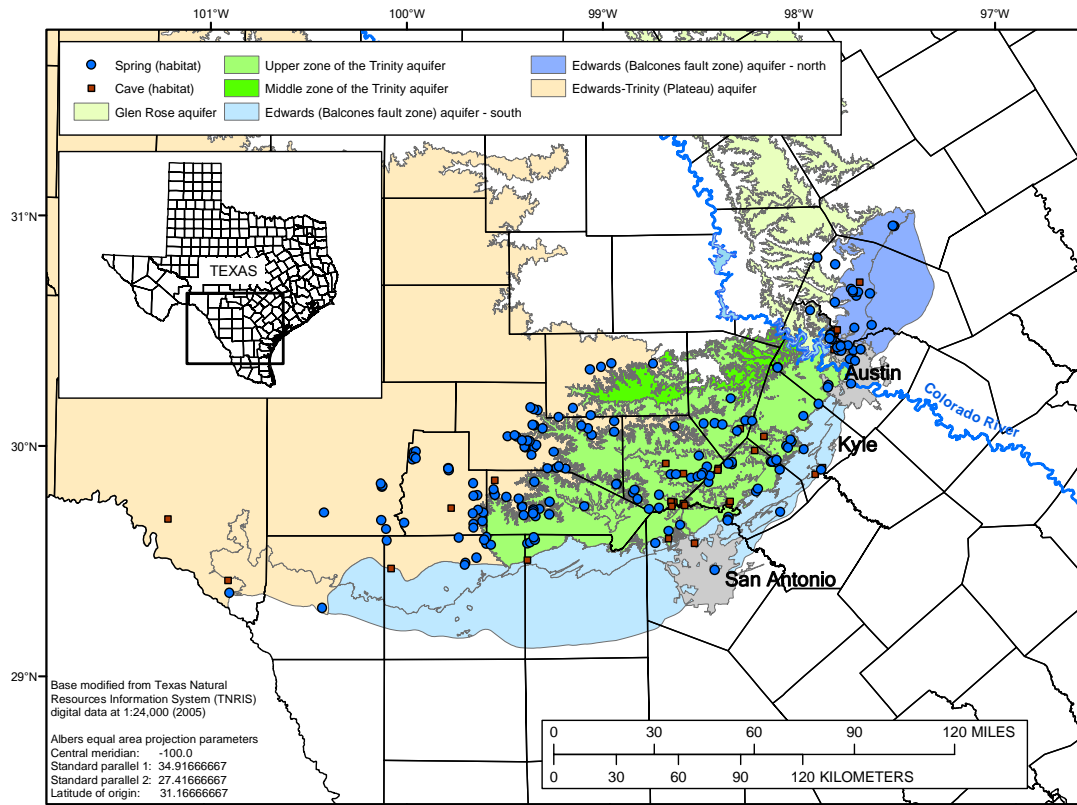 101°W 100°W 99°W 98°W 97°W
Spring (habitat)
Cave (habitat)
Glen Rose aquifer
Upper zone of the Trinity aquifer
Middle zone of the Trinity aquifer
Edwards (Balcones fault zone) aquifer - south
Edwards (Balcones fault zone) aquifer - north
Edwards-Trinity (Plateau) aquifer
TEXAS
31°N
30°N
29°N
Austin
Colorado River
Kyle
San Antonio
Base modified from Texas Natural
Resources Information System (TNRIS)
digital data at 1:24,000 (2005)
Albers equal area projection parameters
Central meridian: -100.0
Standard parallel 1: 34.91666667
Standard parallel 2: 27.41666667
Latitude of origin: 31.16666667
0 30 60 90 120 MILES
0 30 60 90 120 KILOMETERS